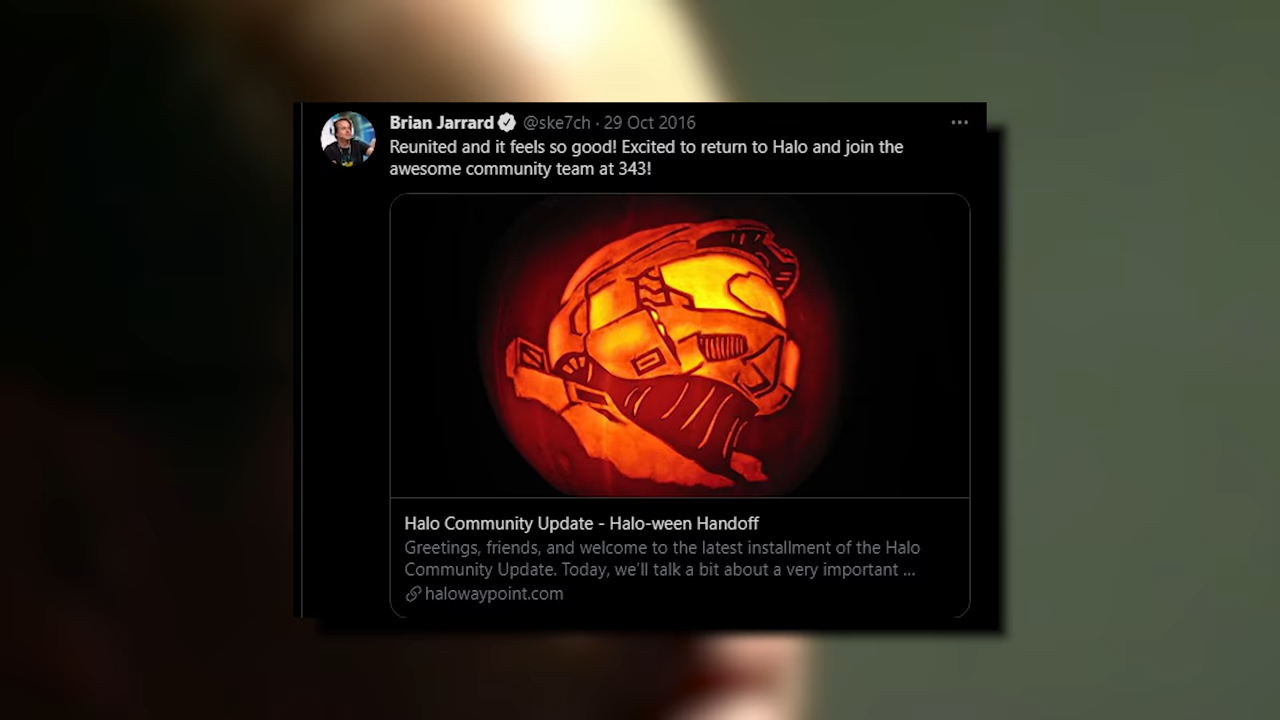 Brian Jarrard @ske7ch · 29 Oct 2016
Reunited and it feels so good! Excited to return to Halo and join the
awesome community team at 343!
Halo Community Update - Halo-ween Handoff
Greetings, friends, and welcome to the latest installment of the Halo
Community Update. Today, we'll talk a bit about a very important ...
halowaypoint.com